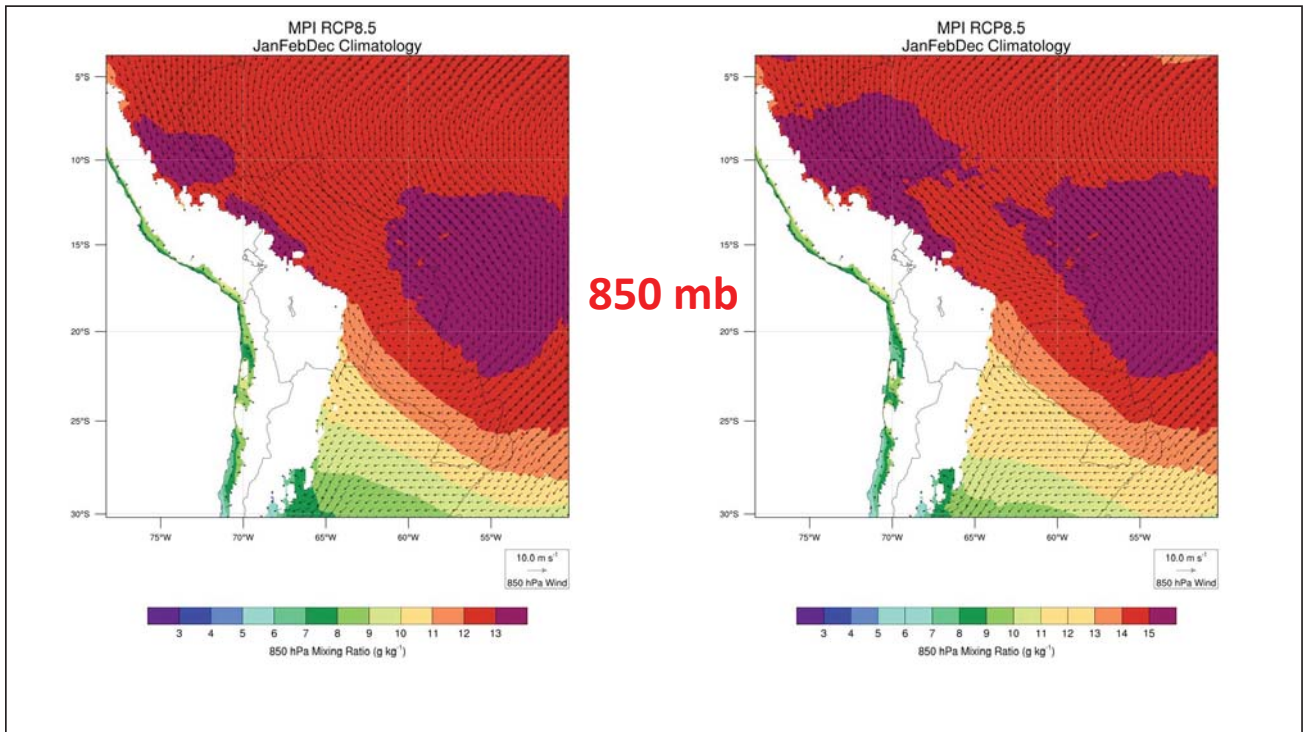 MPI RCP8.5
JanFebDec Climatology
5°S
10°S
15°S
20°S
25°S
30°S
75°W
70°W
65°W
60°W
55°W
10.0 m s⁻¹
850 hPa Wind
3 4 5 6 7 8 9 10 11 12 13
850 hPa Mixing Ratio (g kg⁻¹)
850 mb
MPI RCP8.5
JanFebDec Climatology
5°S
10°S
15°S
20°S
25°S
30°S
75°W
70°W
65°W
60°W
55°W
10.0 m s⁻¹
850 hPa Wind
3 4 5 6 7 8 9 10 11 12 13 14 15
850 hPa Mixing Ratio (g kg⁻¹)